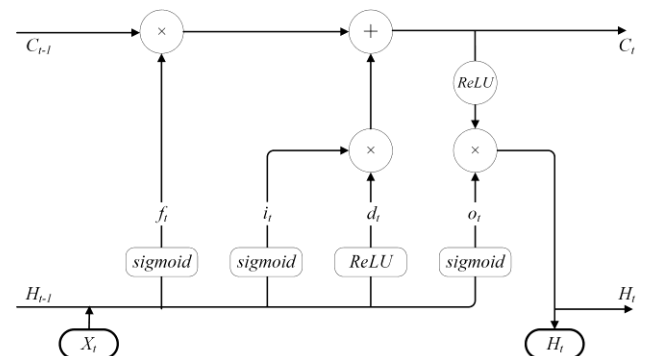 × +
C_{t-1} C_t
ReLU
× ×
f_t i_t d_t o_t
sigmoid sigmoid ReLU sigmoid
H_{t-1} H_t
X_t H_t